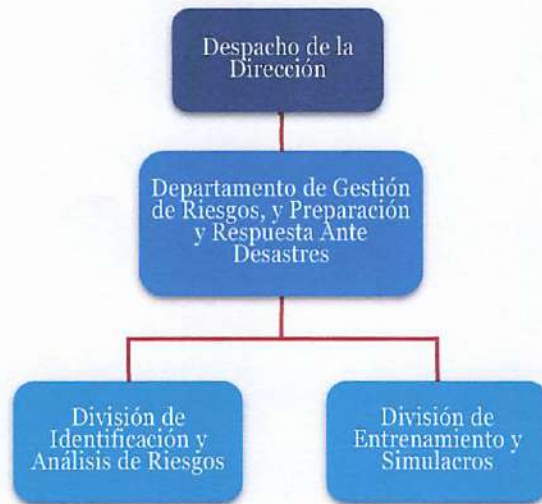 Despacho de la
Dirección
Departamento de Gestión
de Riesgos, y Preparación
y Respuesta Ante
Desastres
División de
Identificación y
Análisis de Riesgos
División de
Entrenamiento y
Simulacros